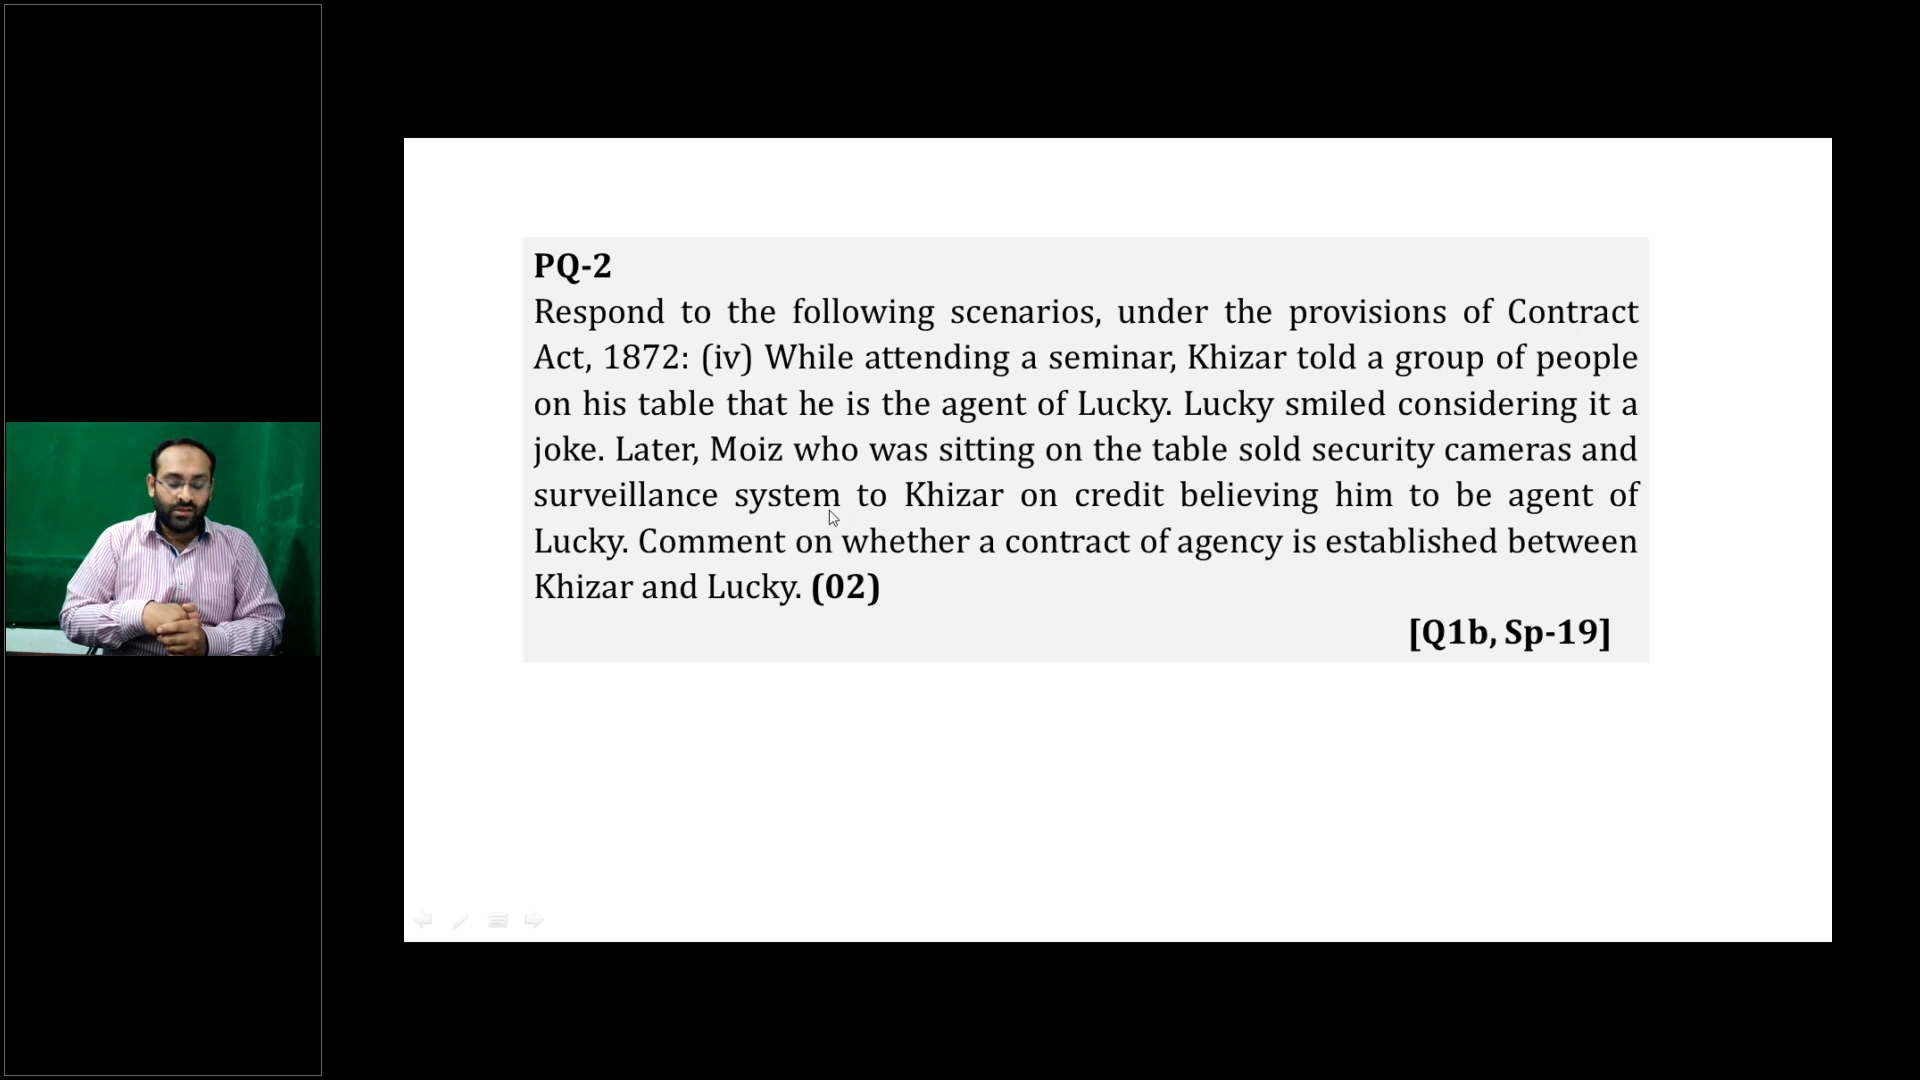 PQ-2
Respond to the following scenarios, under the provisions of Contract
Act, 1872: (iv) While attending a seminar, Khizar told a group of people
on his table that he is the agent of Lucky. Lucky smiled considering it a
joke. Later, Moiz who was sitting on the table sold security cameras and
surveillance system to Khizar on credit believing him to be agent of
Lucky. Comment on whether a contract of agency is established between
Khizar and Lucky. (02)
[Q1b, Sp-19]